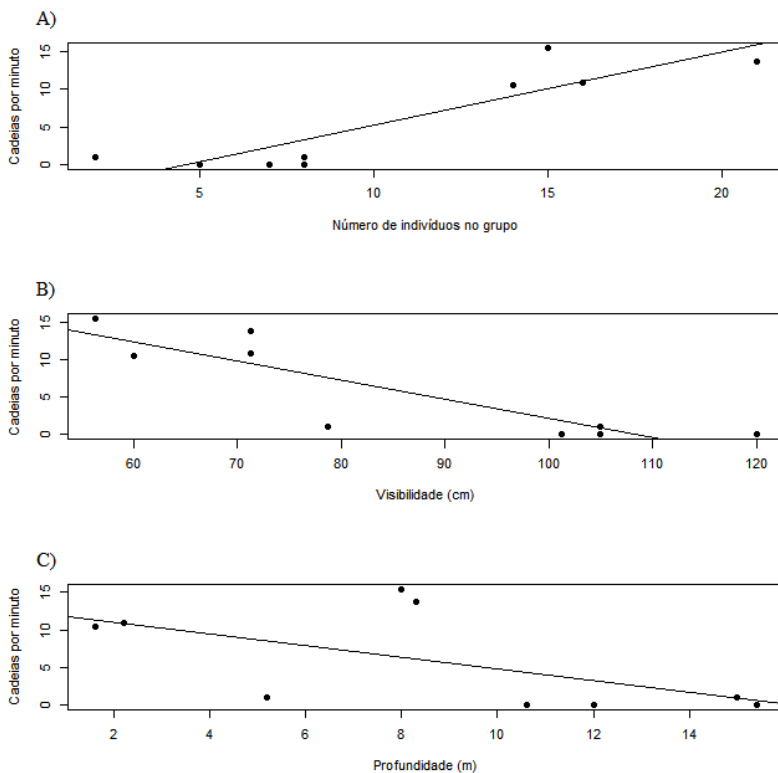 A)
Cadeias por minuto
15
10
5
0
5 10 15 20
Número de indivíduos no grupo
B)
Cadeias por minuto
15
10
5
0
60 70 80 90 100 110 120
Visibilidade (cm)
C)
Cadeias por minuto
15
10
5
0
2 4 6 8 10 12 14
Profundidade (m)